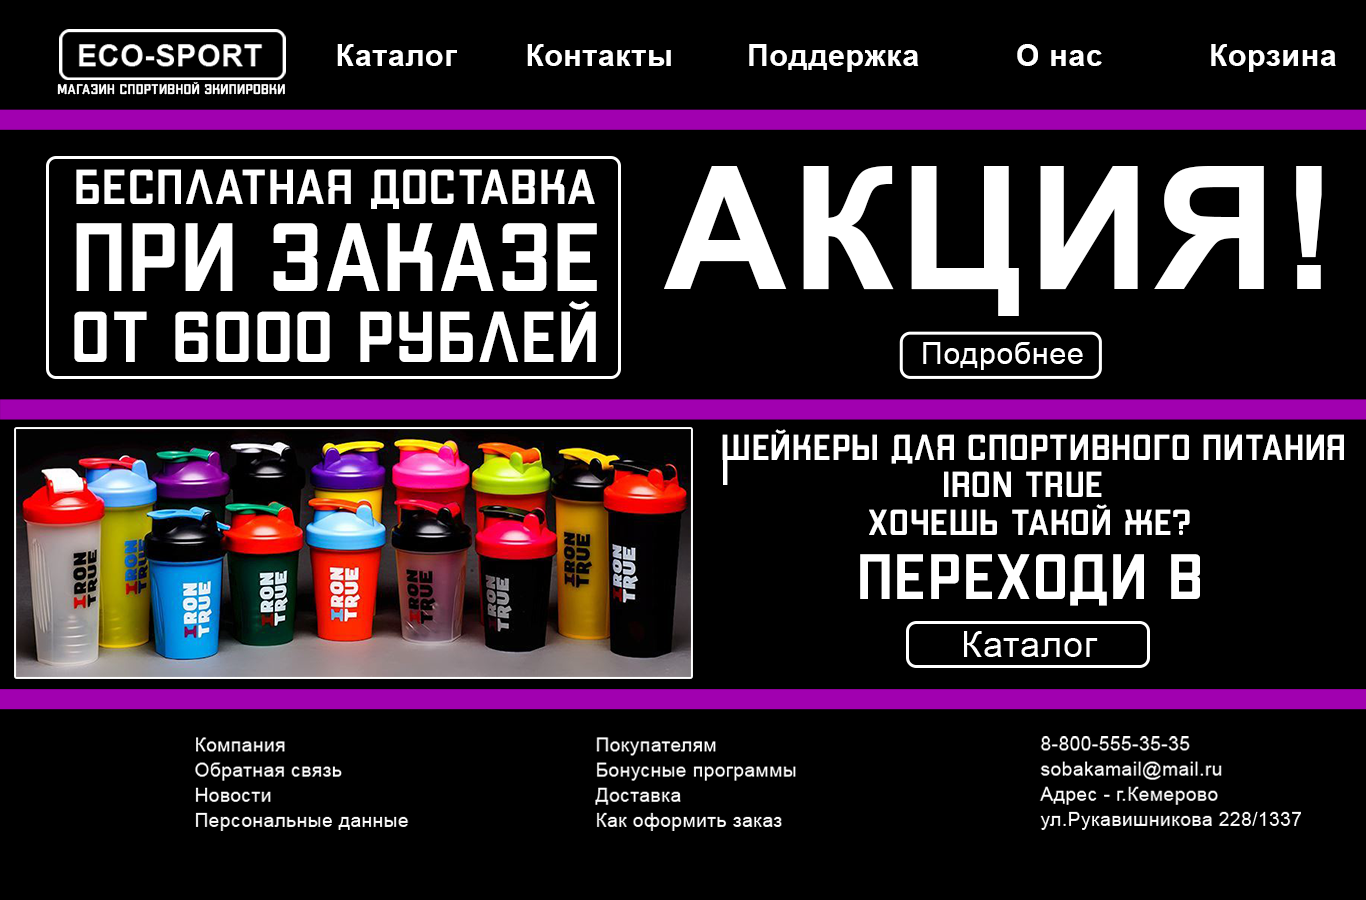 ECO-SPORT
МАГАЗИН СПОРТИВНОЙ ЭКИПИРОВКИ
Каталог
Контакты
Поддержка
О нас
Корзина
БЕСПЛАТНАЯ ДОСТАВКА
ПРИ ЗАКАЗЕ
ОТ 6000 РУБЛЕЙ
АКЦИЯ!
Подробнее
IRON TRUE
IRON TRUE
IRON TRUE
IRON TRUE
IRON TRUE
IRON TRUE
IRON TRUE
IRON TRUE
IRON TRUE
ШЕЙКЕРЫ ДЛЯ СПОРТИВНОГО ПИТАНИЯ
IRON TRUE
ХОЧЕШЬ ТАКОЙ ЖЕ?
ПЕРЕХОДИ В
Каталог
Компания
Обратная связь
Новости
Персональные данные
Покупателям
Бонусные программы
Доставка
Как оформить заказ
8-800-555-35-35
sobakamail@mail.ru
Адрес - г.Кемерово
ул.Рукавишникова 228/1337